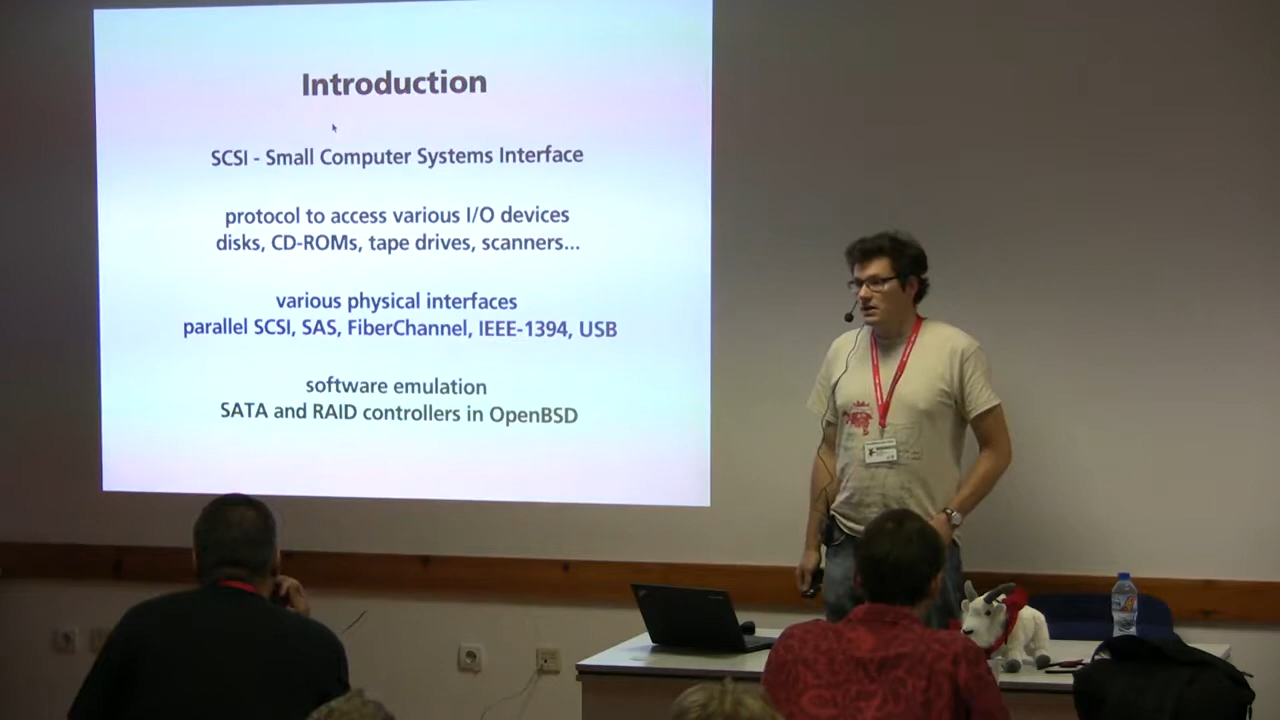 Introduction
SCSI - Small Computer Systems Interface
protocol to access various I/O devices
disks, CD-ROMs, tape drives, scanners...
various physical interfaces
parallel SCSI, SAS, FiberChannel, IEEE-1394, USB
software emulation
SATA and RAID controllers in OpenBSD